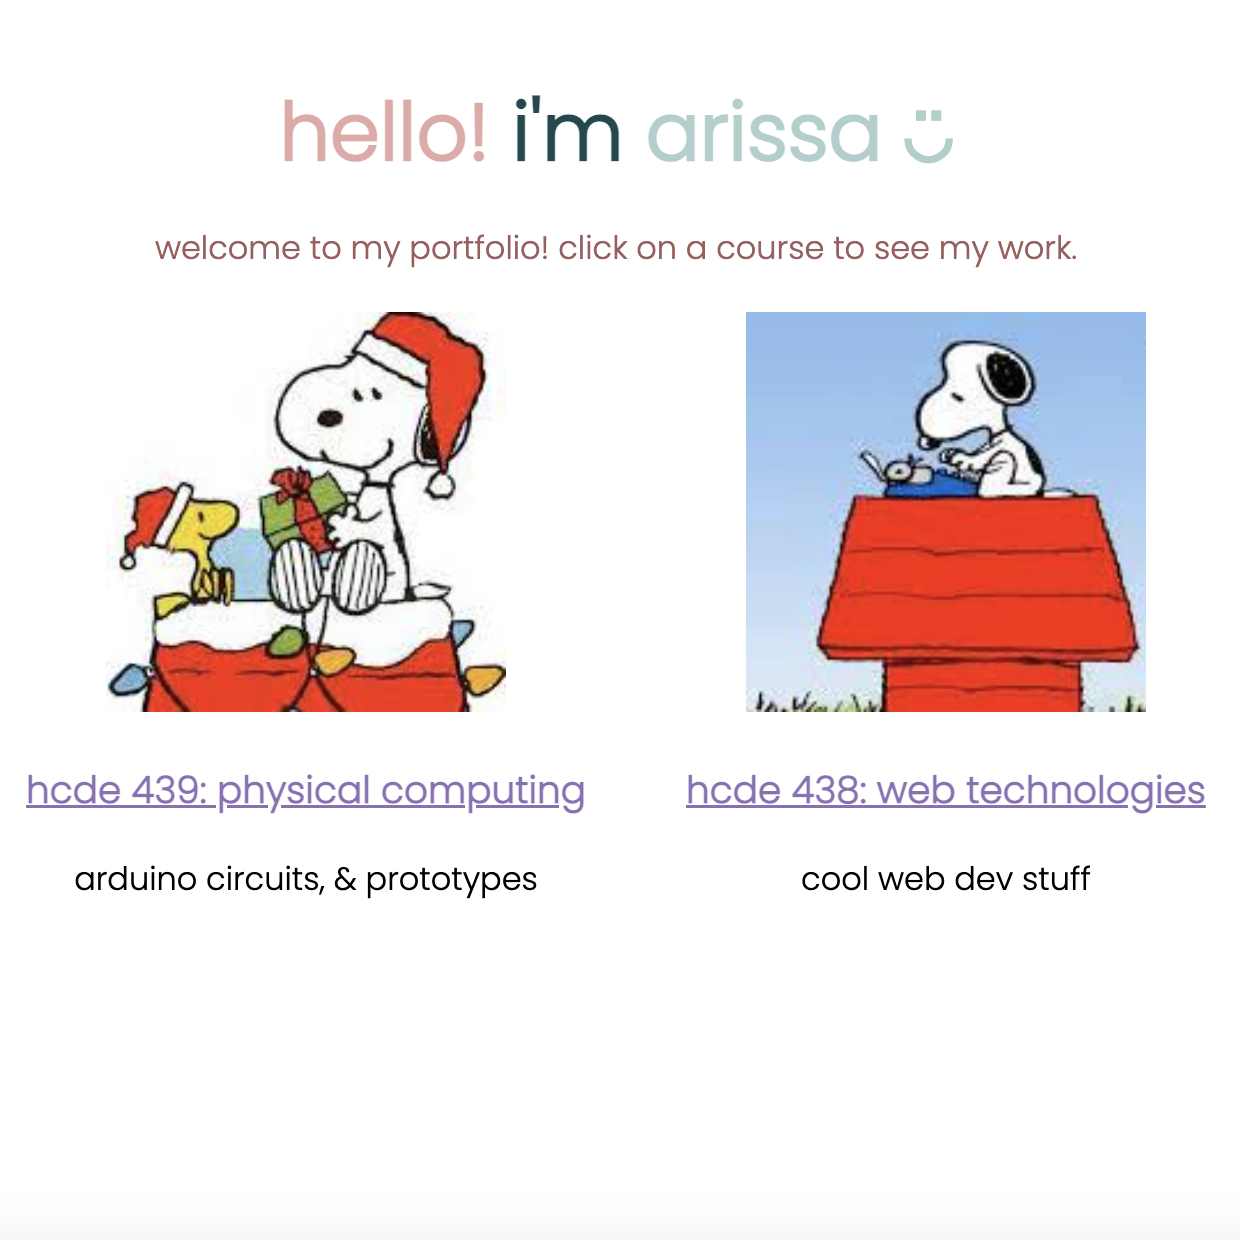 hello! i'm arissa ü
welcome to my portfolio! click on a course to see my work.
hcde 439: physical computing
hcde 438: web technologies
arduino circuits, & prototypes
cool web dev stuff